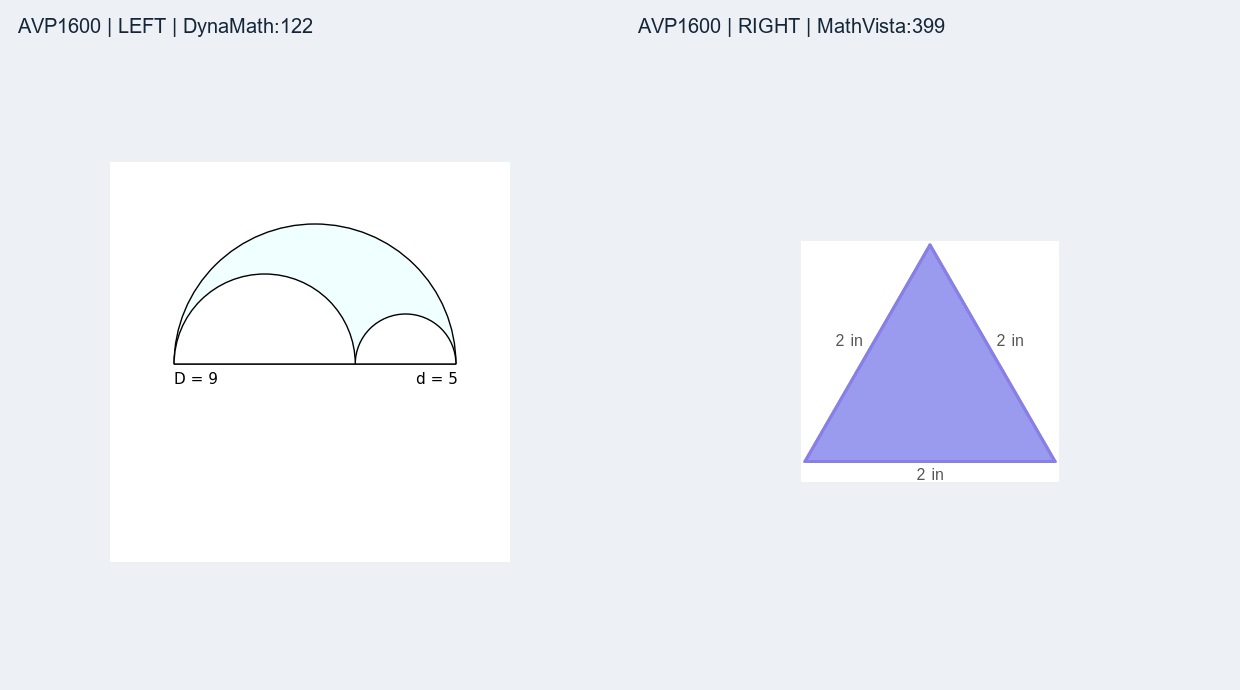 AVP1600 | LEFT | DynaMath:122
AVP1600 | RIGHT | MathVista:399
D = 9
d = 5
2 in
2 in
2 in